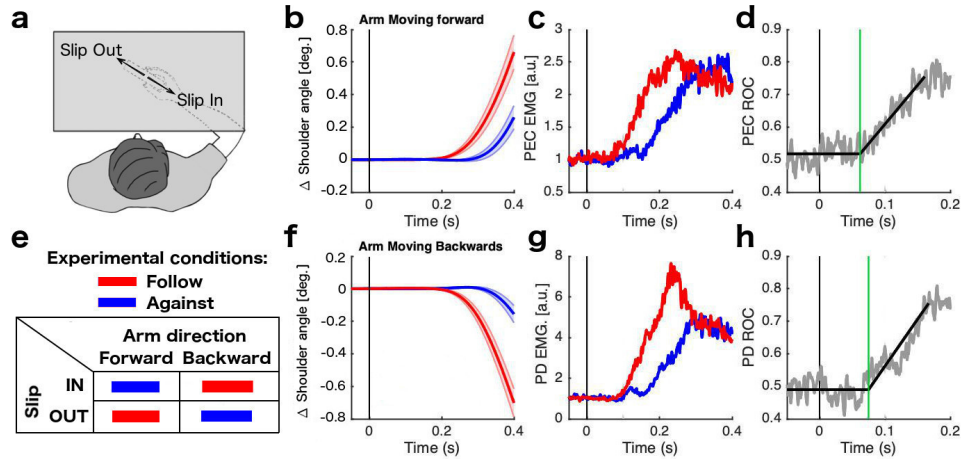 a
Slip Out
Slip In
b
Arm Moving forward
Δ Shoulder angle [deg.]
0.8
0.6
0.4
0.2
0
-0.2
0
0.2
0.4
Time (s)
c
PEC EMG [a.u.]
3
2.5
2
1.5
1
0.5
0
0.2
0.4
Time (s)
d
PEC ROC
0.9
0.8
0.7
0.6
0.5
0.4
0
0.1
0.2
Time (s)
e
Experimental conditions:
Follow
Against
Arm direction
Forward Backward
Slip
IN
OUT
f
Arm Moving Backwards
Δ Shoulder angle [deg.]
0.2
0
-0.2
-0.4
-0.6
-0.8
0
0.2
0.4
Time (s)
g
PD EMG. [a.u.]
8
6
4
2
0
0
0.2
0.4
Time (s)
h
PD ROC
0.9
0.8
0.7
0.6
0.5
0.4
0
0.1
0.2
Time (s)